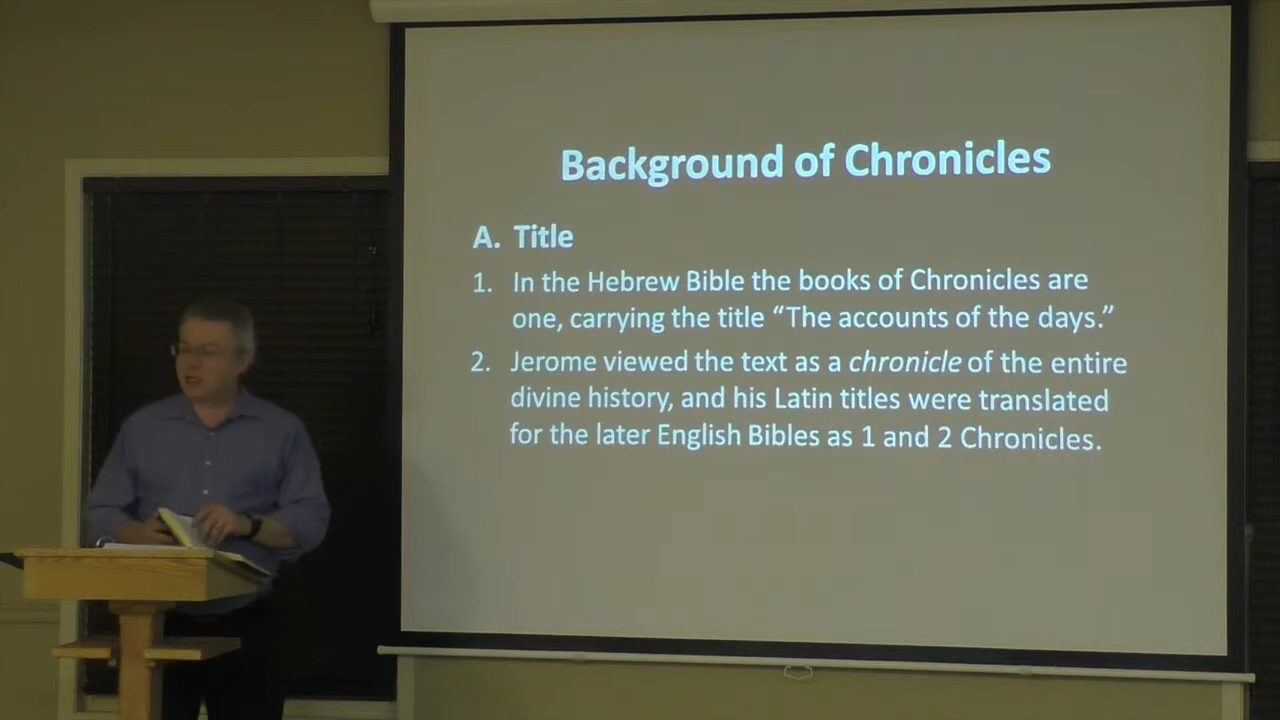 Background of Chronicles
A. Title
1. In the Hebrew Bible the books of Chronicles are
one, carrying the title “The accounts of the days.”
2. Jerome viewed the text as a chronicle of the entire
divine history, and his Latin titles were translated
for the later English Bibles as 1 and 2 Chronicles.